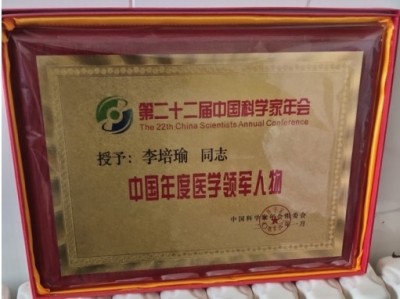 第二十二届中国科学家年会
The 22th China Scientists Annual Conference
授予：李培瑜 同志
中国年度医学领军人物